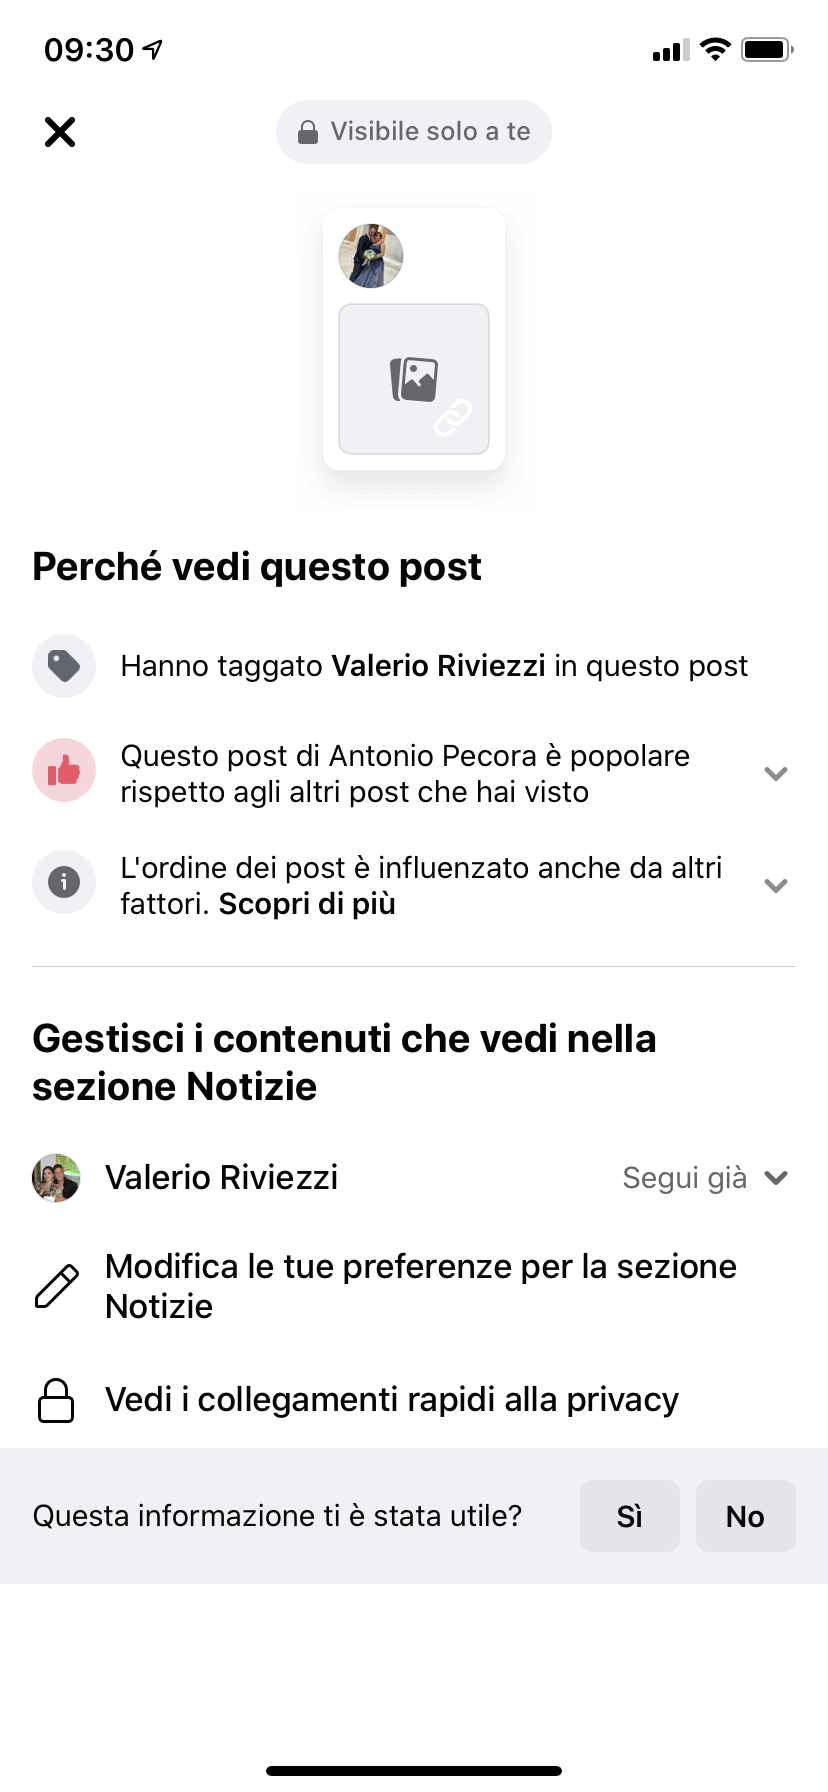 09:30
Visibile solo a te
Perché vedi questo post
Hanno taggato Valerio Riviezzi in questo post
Questo post di Antonio Pecora è popolare
rispetto agli altri post che hai visto
L'ordine dei post è influenzato anche da altri
fattori. Scopri di più
Gestisci i contenuti che vedi nella
sezione Notizie
Valerio Riviezzi Segui già
Modifica le tue preferenze per la sezione
Notizie
Vedi i collegamenti rapidi alla privacy
Questa informazione ti è stata utile? Sì No